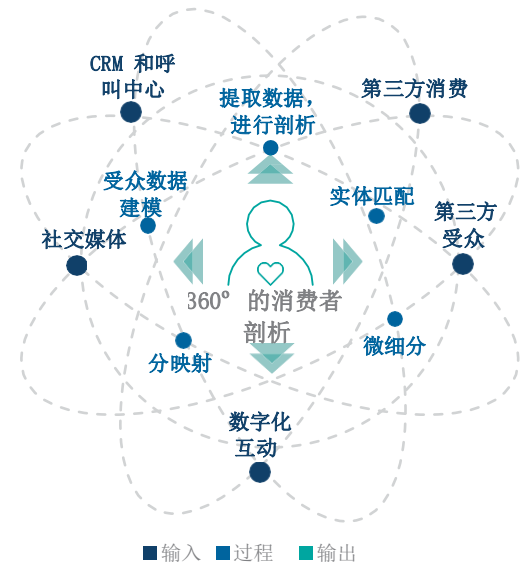 CRM 和呼
叫中心
提取数据，
进行剖析
第三方消费
受众数据
建模
实体匹配
第三方
受众
社交媒体
360° 的消费者
剖析
分映射
微细分
数字化
互动
输入
过程
输出